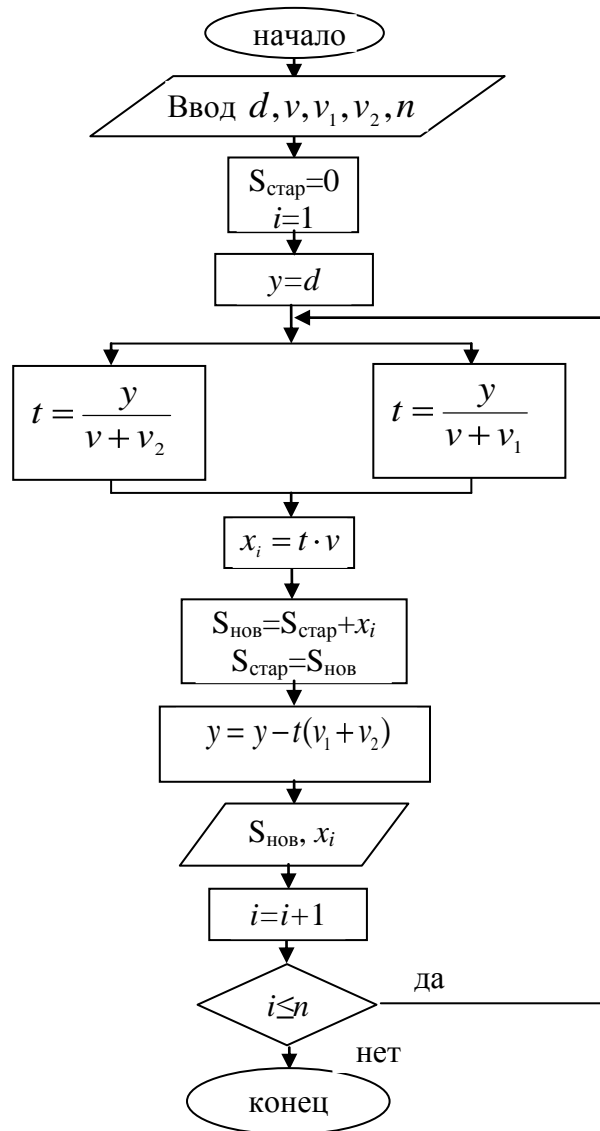 начало
Ввод d, v, v₁, v₂, n
Sстар=0
i=1
y=d
t = y / (v + v₂)
t = y / (v + v₁)
xᵢ = t · v
Sнов=Sстар+xᵢ
Sстар=Sнов
y = y − t(v₁ + v₂)
Sнов, xᵢ
i=i+1
i≤n
да
нет
конец